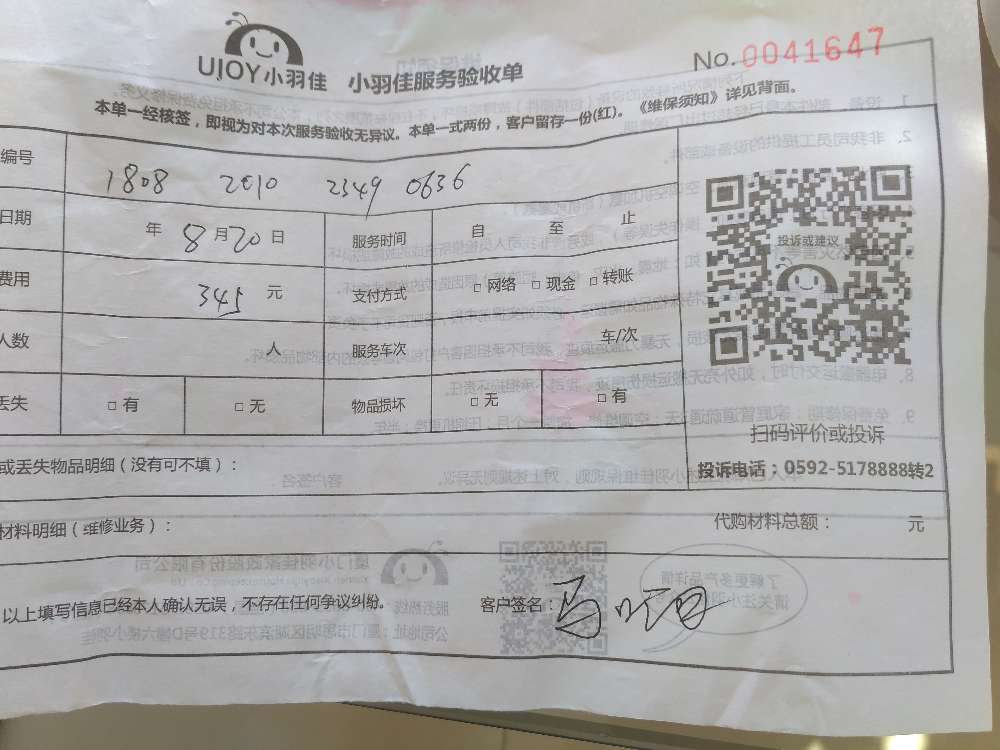 UJOY小羽佳 小羽佳服务验收单 No.0041647
本单一经核签，即视为对本次服务验收无异议。本单一式两份，客户留存一份(红)。《维保须知》详见背面。
编号 1808 2010 2349 0636
日期 年 8月20日 服务时间 自 至 止
费用 345 元 支付方式 □ 网络 □ 现金 □ 转账
人数 人 服务车次 车/次
丢失 □ 有 □ 无 物品损坏 □ 无 □ 有
投诉或建议
扫码评价或投诉
投诉电话：0592-5178888转2
或丢失物品明细（没有可不填）：
材料明细（维修业务）： 代购材料总额： 元
以上填写信息已经本人确认无误，不存在任何争议纠纷。 客户签名：马